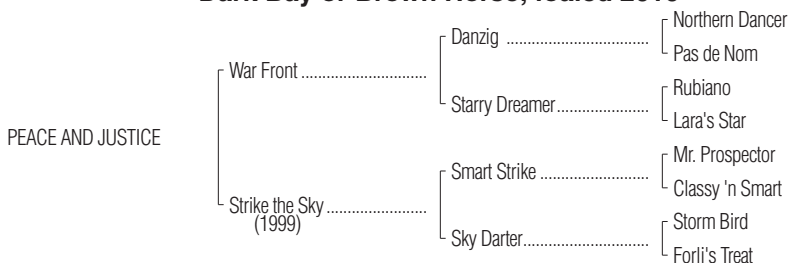 Dark Bay or Brown Horse; foaled 2010
Northern Dancer
Danzig ........................................
Pas de Nom
War Front ...............................
Rubiano
Starry Dreamer.........................
Lara's Star
PEACE AND JUSTICE
Mr. Prospector
Smart Strike ..............................
Classy 'n Smart
Strike the Sky .........................
(1999)
Storm Bird
Sky Darter...................................
Forli's Treat